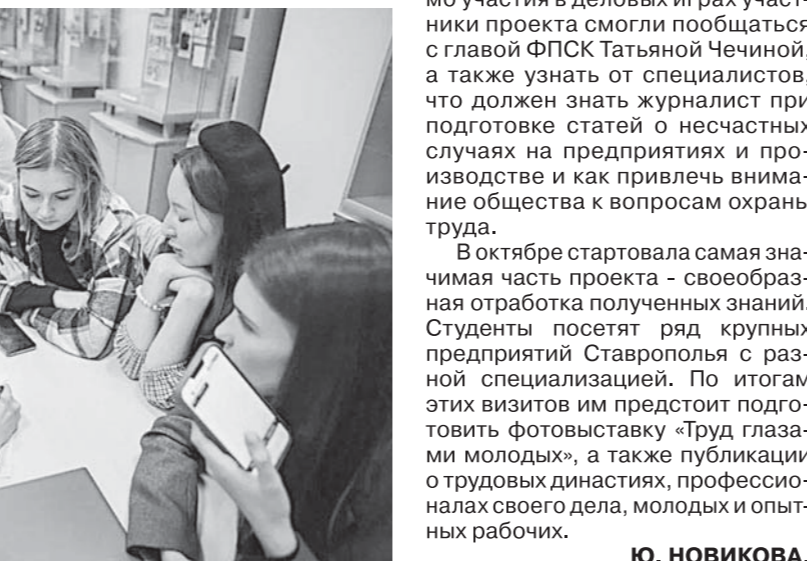 мо участия в деловых играх участ-
ники проекта смогли пообщаться
с главой ФПСК Татьяной Чечиной,
а также узнать от специалистов,
что должен знать журналист при
подготовке статей о несчастных
случаях на предприятиях и про-
изводстве и как привлечь внима-
ние общества к вопросам охраны
труда.
В октябре стартовала самая зна-
чимая часть проекта - своеобраз-
ная отработка полученных знаний.
Студенты посетят ряд крупных
предприятий Ставрополья с раз-
ной специализацией. По итогам
этих визитов им предстоит подго-
товить фотовыставку «Труд глаза-
ми молодых», а также публикации
о трудовых династиях, профессио-
налах своего дела, молодых и опыт-
ных рабочих.
Ю. НОВИКОВА.